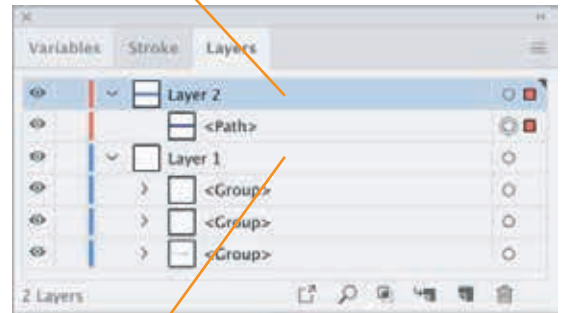 Variables Stroke Layers
Layer 2
<Path>
Layer 1
<Group>
<Group>
<Group>
2 Layers